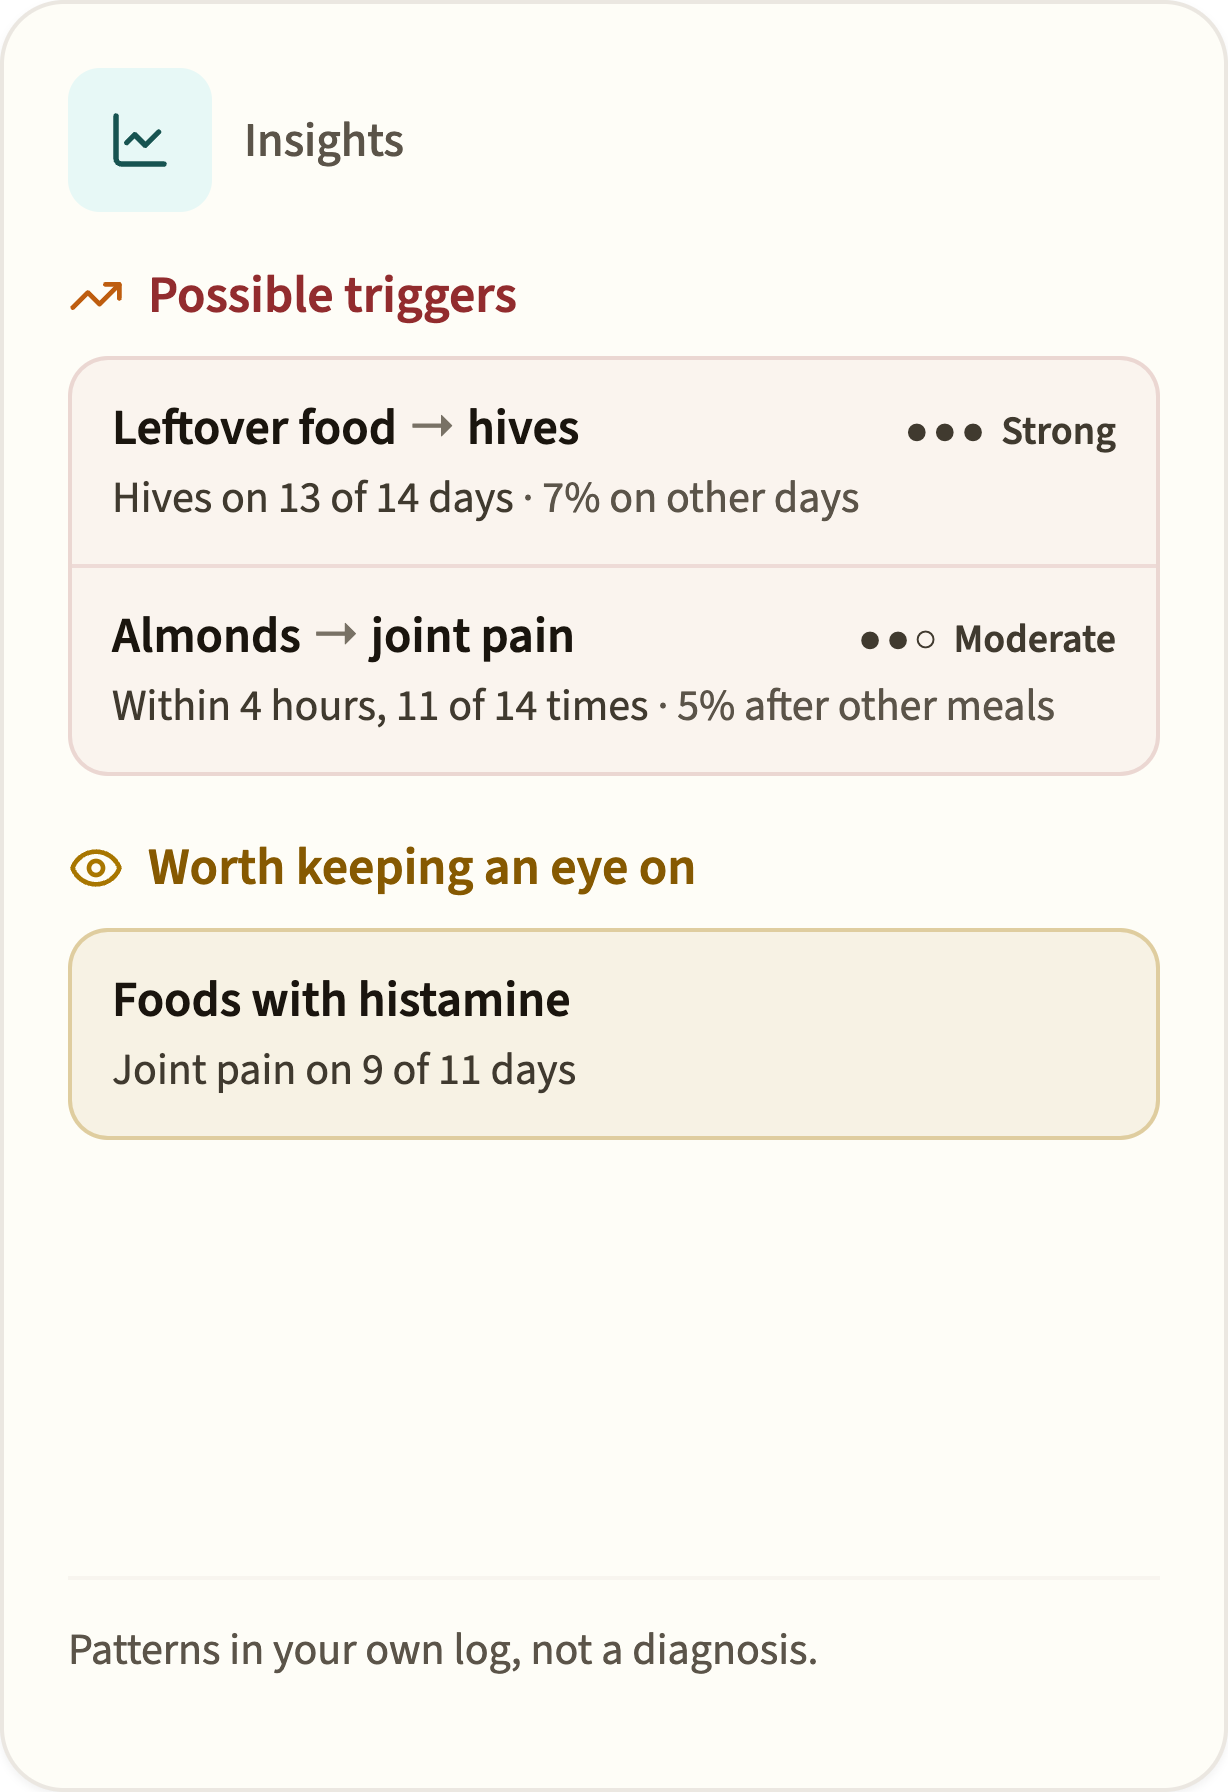 Insights
Possible triggers
Leftover food → hives ●●● Strong
Hives on 13 of 14 days · 7% on other days
Almonds → joint pain ●●○ Moderate
Within 4 hours, 11 of 14 times · 5% after other meals
Worth keeping an eye on
Foods with histamine
Joint pain on 9 of 11 days
Patterns in your own log, not a diagnosis.